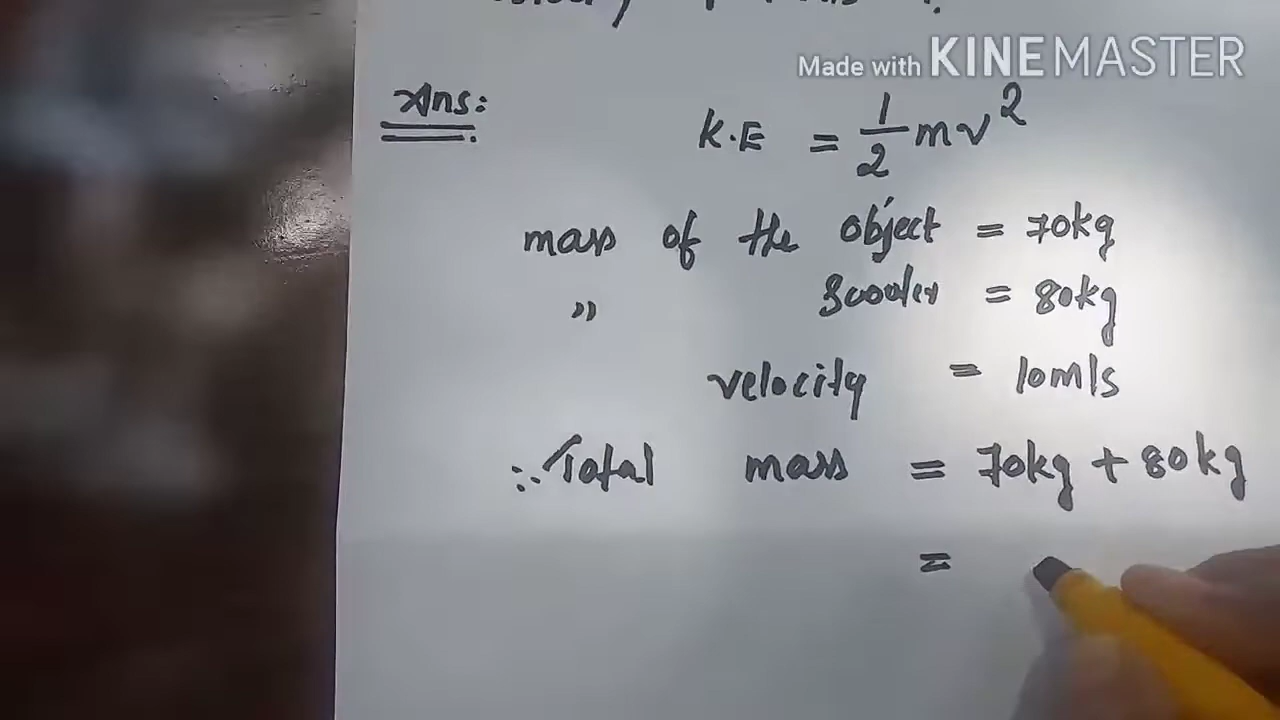 Made with KINEMASTER
Ans:
K.E = 1/2 mv²
mass of the object = 70kg
" Scooter = 80kg
velocity = 10m/s
∴ Total mass = 70kg + 80kg
=